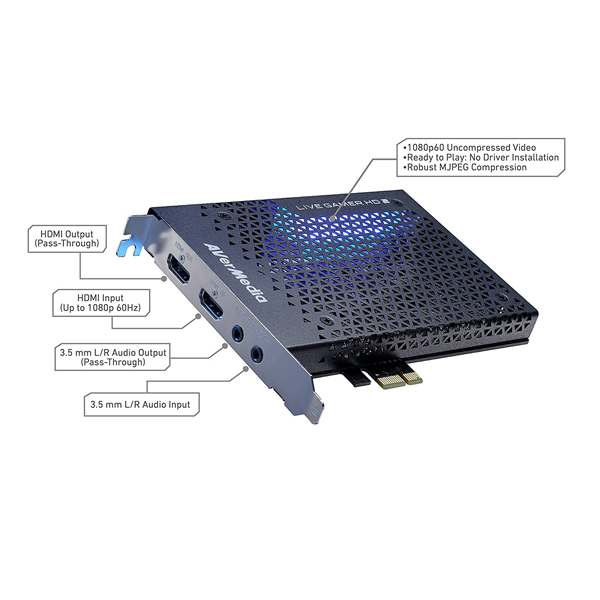 •1080p60 Uncompressed Video
•Ready to Play: No Driver Installation
•Robust MJPEG Compression
LIVE GAMER HD 2
HDMI Output
(Pass-Through)
AVerMedia
HDMI Input
(Up to 1080p 60Hz)
3.5 mm L/R Audio Output
(Pass-Through)
3.5 mm L/R Audio Input